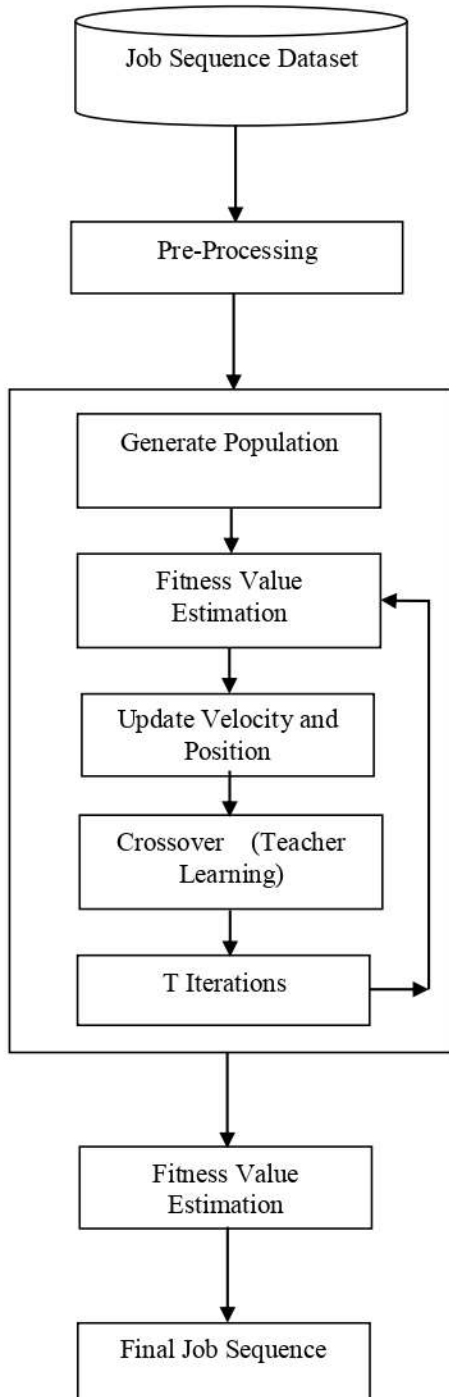 Job Sequence Dataset
Pre-Processing
Generate Population
Fitness Value
Estimation
Update Velocity and
Position
Crossover (Teacher
Learning)
T Iterations
Fitness Value
Estimation
Final Job Sequence